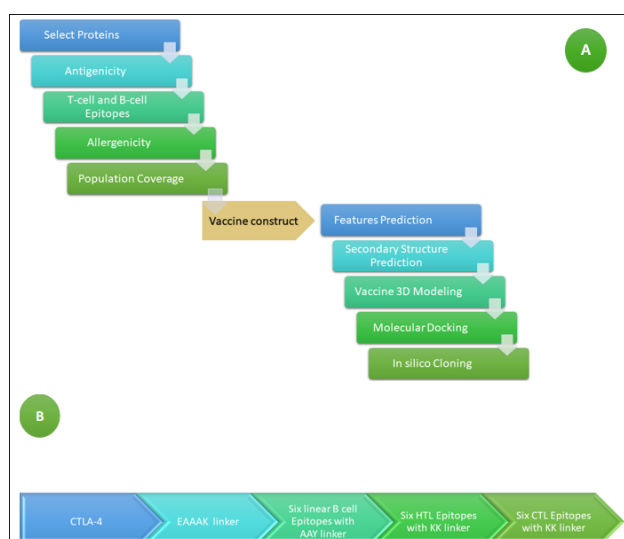 Select Proteins
A
Antigenicity
T-cell and B-cell
Epitopes
Allergenicity
Population Coverage
Vaccine construct
Features Prediction
Secondary Structure
Prediction
Vaccine 3D Modeling
Molecular Docking
In silico Cloning
B
CTLA-4
EAAAK linker
Six linear B cell
Epitopes with
AAY linker
Six HTL Epitopes
with KK linker
Six CTL Epitopes
with KK linker